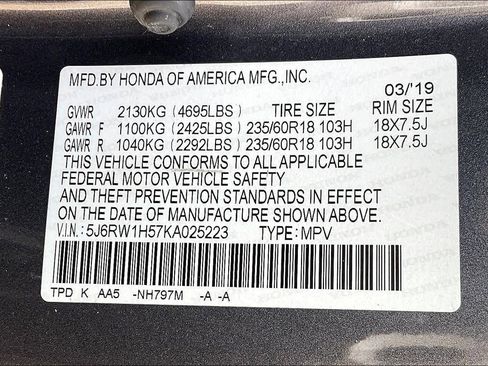 MFD.BY HONDA OF AMERICA MFG.,INC.
03/'19
GVWR 2130KG (4695LBS) TIRE SIZE RIM SIZE
GAWR F 1100KG (2425LBS) 235/60R18 103H 18X7.5J
GAWR R 1040KG (2292LBS) 235/60R18 103H 18X7.5J
THIS VEHICLE CONFORMS TO ALL APPLICABLE
FEDERAL MOTOR VEHICLE SAFETY
AND THEFT PREVENTION STANDARDS IN EFFECT
ON THE DATE OF MANUFACTURE SHOWN ABOVE.
V.I.N.: 5J6RW1H57KA025223 TYPE: MPV
TPD K AA5 -NH797M -A -A